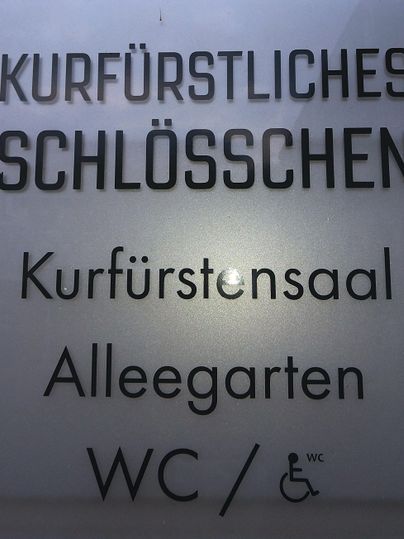 KURFÜRSTLICHES
SCHLÖSSCHEN
Kurfürstensaal
Alleegarten
WC / WC